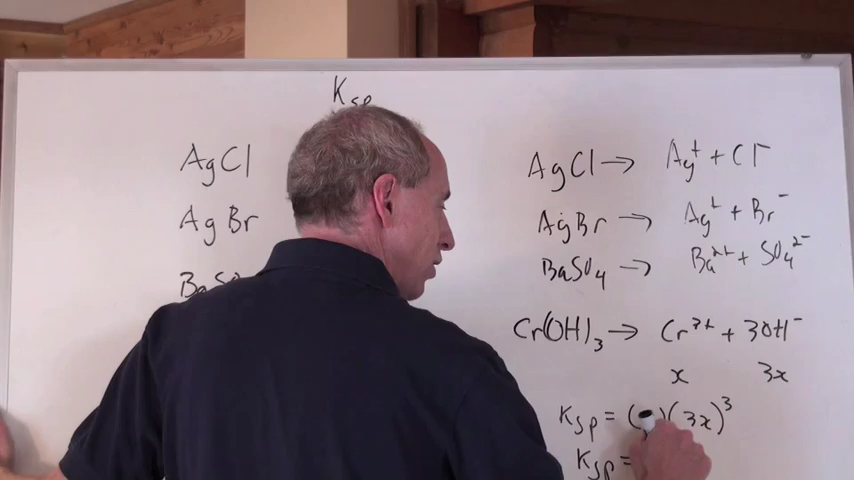 Ksp
AgCl
AgBr
AgCl → Ag⁺ + Cl⁻
AgBr → Ag⁺ + Br⁻
BaSO₄ → Ba²⁺ + SO₄²⁻
Cr(OH)₃ → Cr³⁺ + 3OH⁻
x 3x
Ksp = ( )(3x)³
Ksp =